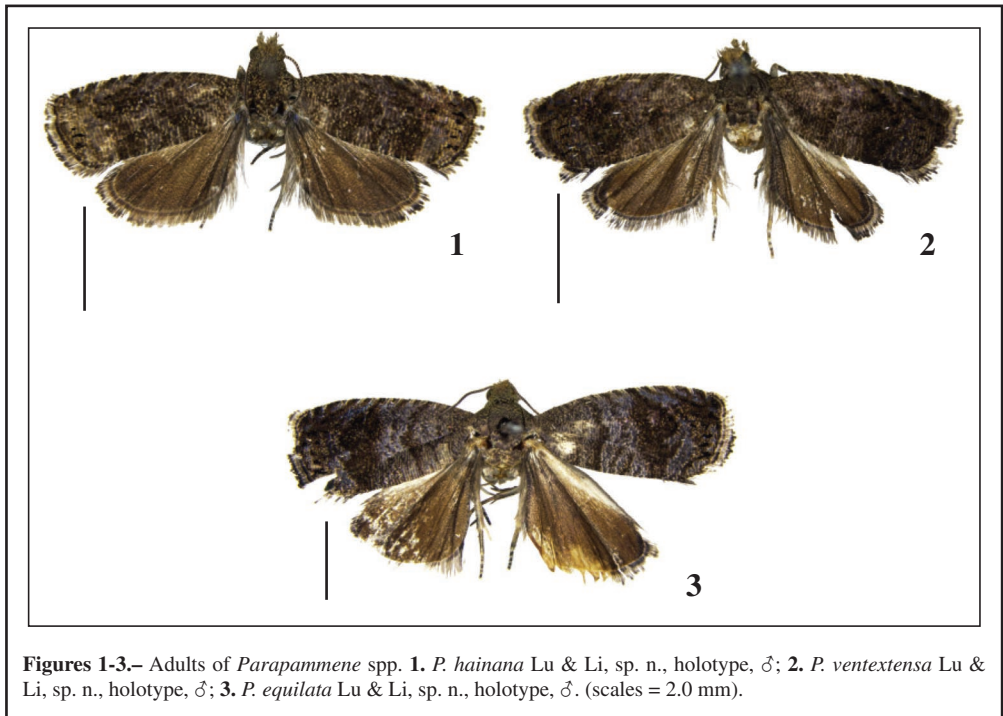 1
2
3
Figures 1-3.– Adults of Parapammene spp. 1. P. hainana Lu & Li, sp. n., holotype, ♂; 2. P. ventextensa Lu &
Li, sp. n., holotype, ♂; 3. P. equilata Lu & Li, sp. n., holotype, ♂. (scales = 2.0 mm).